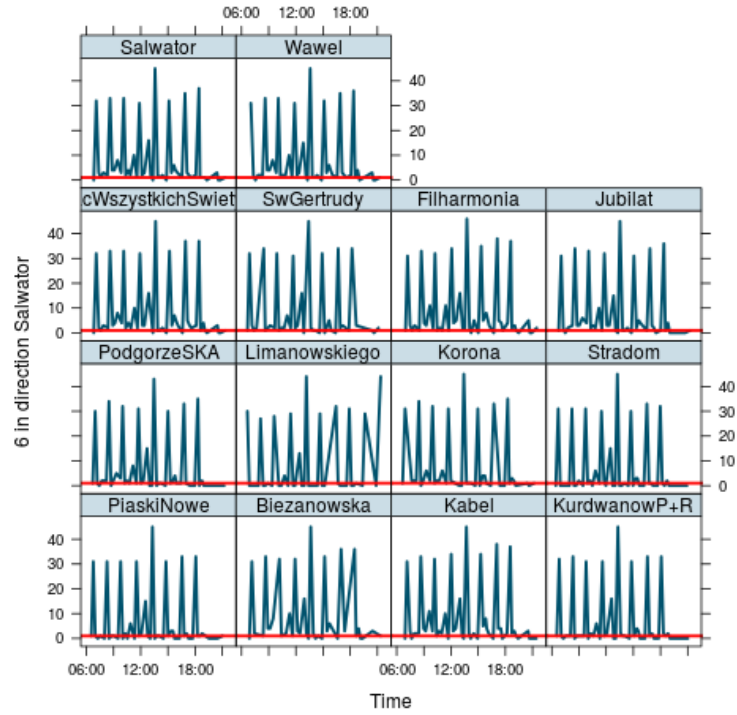 06:00 12:00 18:00
Salwator Wawel
40
30
20
10
0
cWszystkichSwiet SwGertrudy Filharmonia Jubilat
40
30
20
10
0
PodgorzeSKA Limanowskiego Korona Stradom
40
30
20
10
0
PiaskiNowe Biezanowska Kabel KurdwanowP+R
40
30
20
10
0
06:00 12:00 18:00 06:00 12:00 18:00
Time
6 in direction Salwator